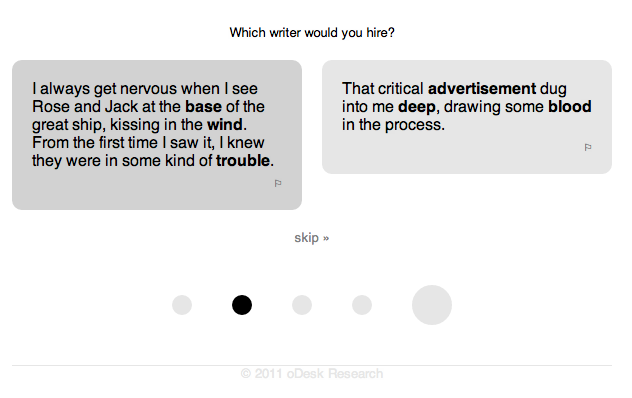 Which writer would you hire?
I always get nervous when I see
Rose and Jack at the base of the
great ship, kissing in the wind.
From the first time I saw it, I knew
they were in some kind of trouble.
That critical advertisement dug
into me deep, drawing some blood
in the process.
skip »
© 2011 oDesk Research